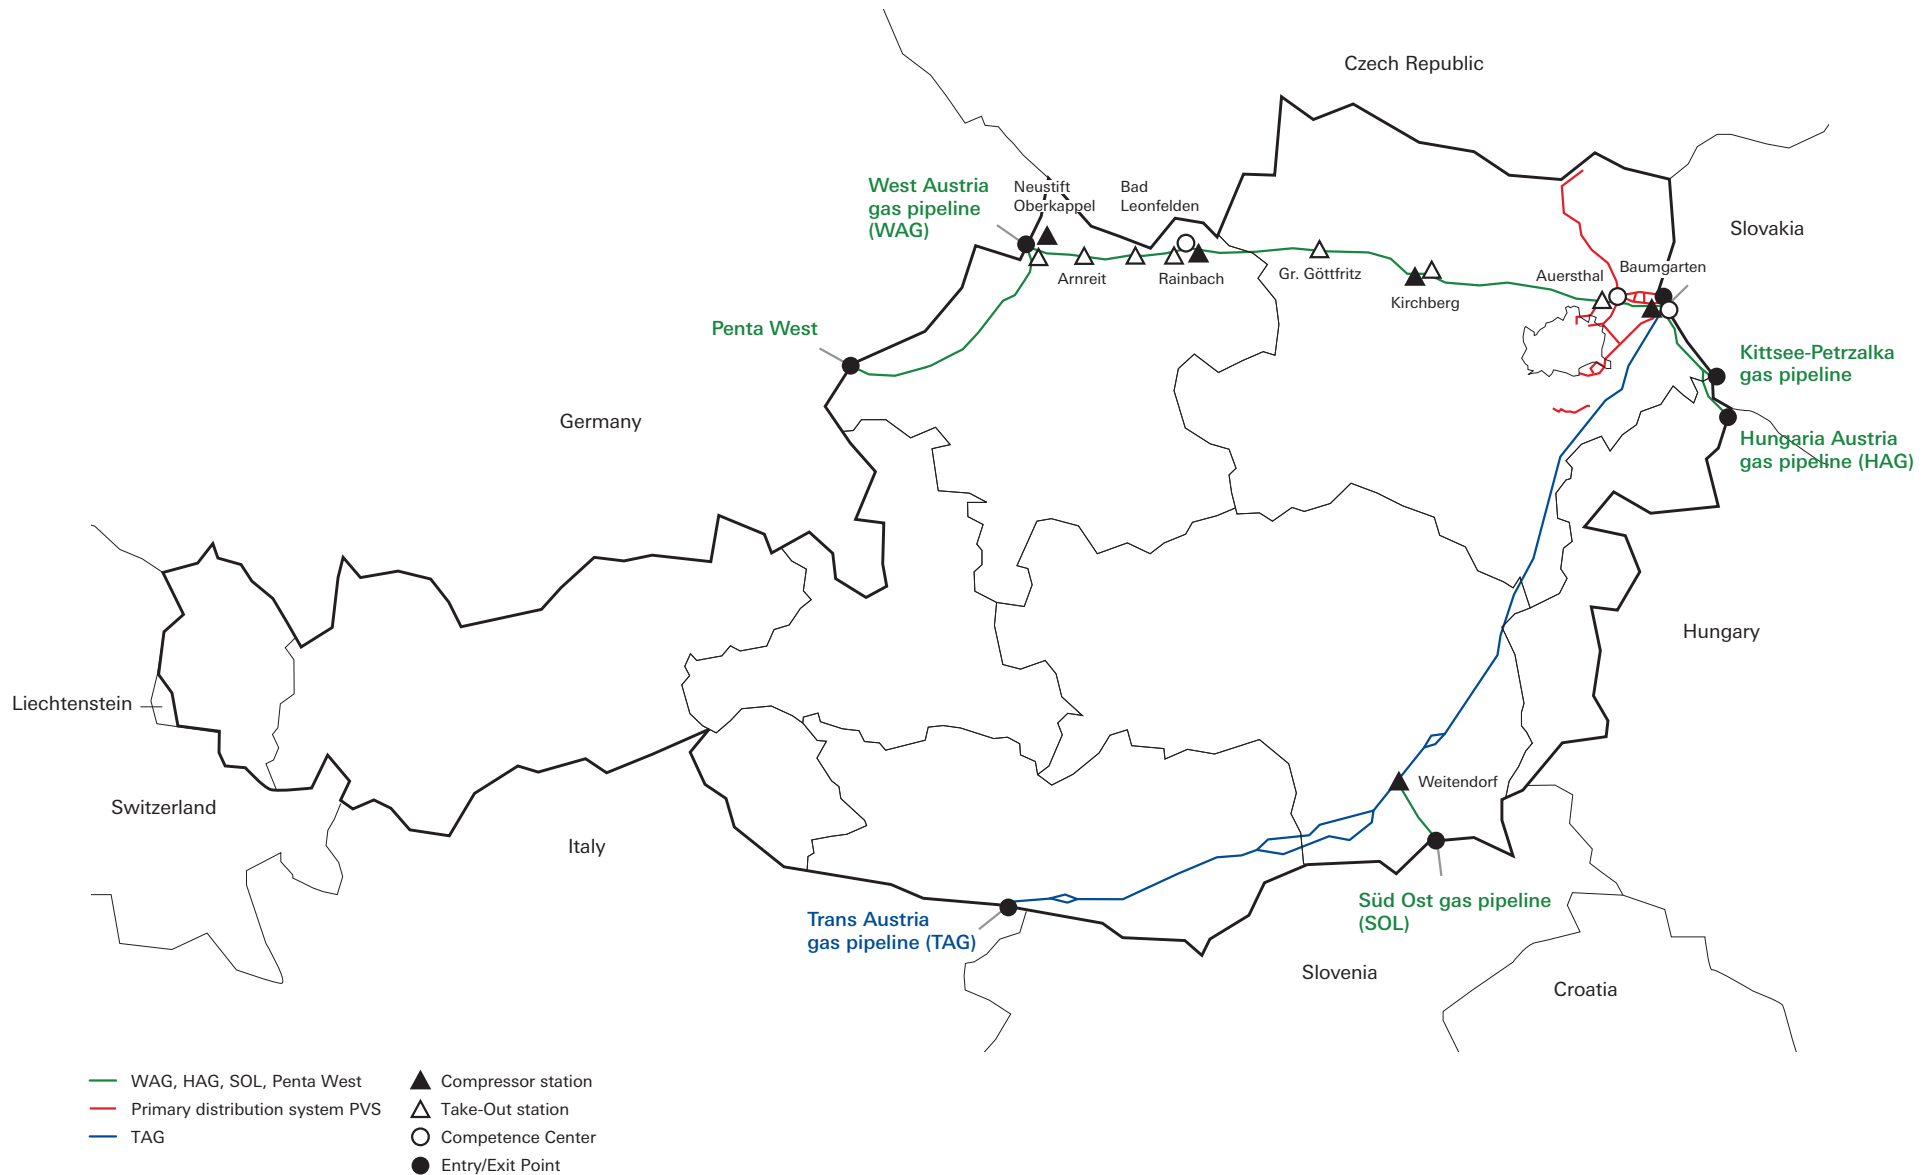 Czech Republic
West Austria
gas pipeline
(WAG)
Neustift
Oberkappel
Bad
Leonfelden
Slovakia
Arnreit
Rainbach
Gr. Göttfritz
Kirchberg
Auersthal
Baumgarten
Penta West
Kittsee-Petrzalka
gas pipeline
Germany
Hungaria Austria
gas pipeline (HAG)
Hungary
Liechtenstein
Switzerland
Italy
Weitendorf
Trans Austria
gas pipeline (TAG)
Süd Ost gas pipeline
(SOL)
Slovenia
Croatia
WAG, HAG, SOL, Penta West
Primary distribution system PVS
TAG
Compressor station
Take-Out station
Competence Center
Entry/Exit Point